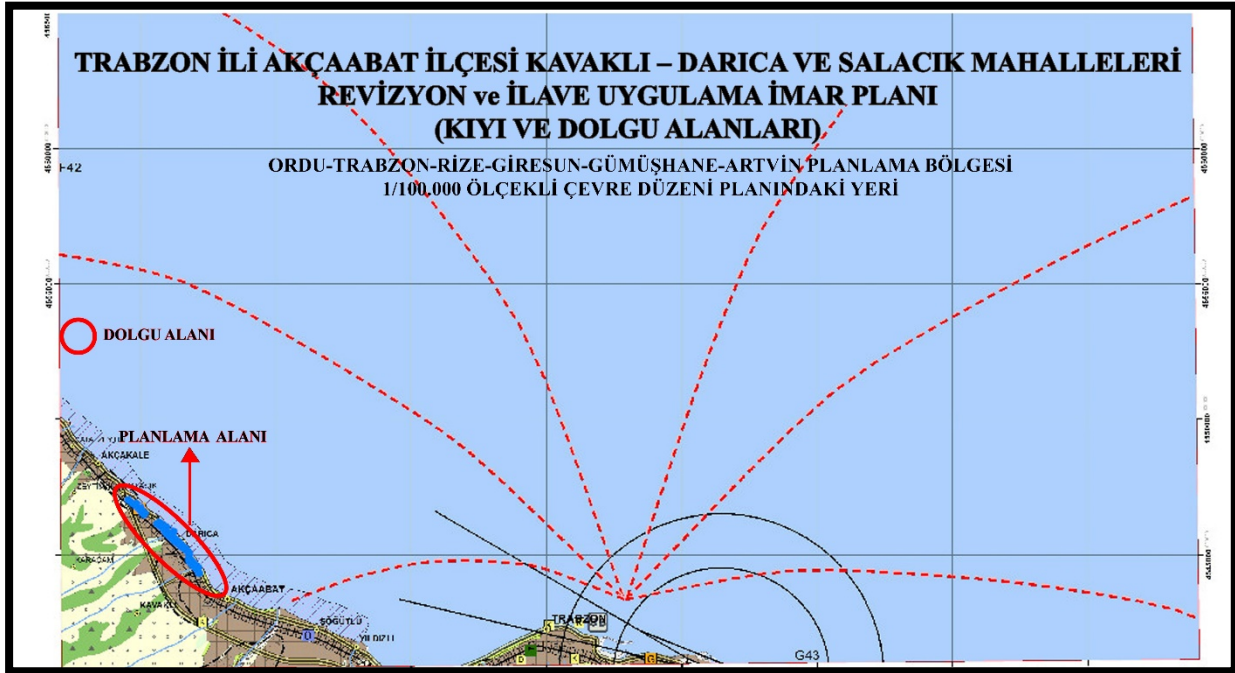 TRABZON İLİ AKÇAABAT İLÇESİ KAVAKLI – DARICA VE SALACIK MAHALLELERİ
REVİZYON ve İLAVE UYGULAMA İMAR PLANI
(KIYI VE DOLGU ALANLARI)
ORDU-TRABZON-RİZE-GİRESUN-GÜMÜŞHANE-ARTVİN PLANLAMA BÖLGESİ
1/100.000 ÖLÇEKLİ ÇEVRE DÜZENİ PLANINDAKİ YERİ
DOLGU ALANI
PLANLAMA ALANI
AKÇAKALE
DARICA
KARAÇAM
AKÇAABAT
KAVAKLI
SÖĞÜTLÜ
YILDIZLI
TRABZON
Ü
D
G
G43